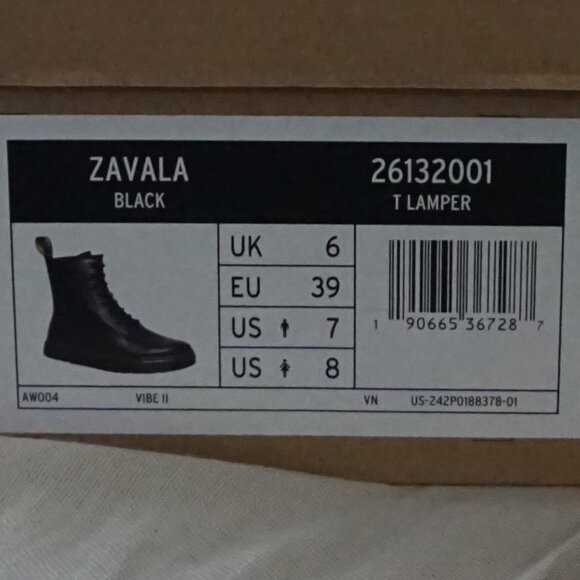 ZAVALA 26132001
BLACK T LAMPER
UK 6
EU 39
US 7
US 8
1 90665 36728 7
AW004 VIBE II VN US-242P0188378-01